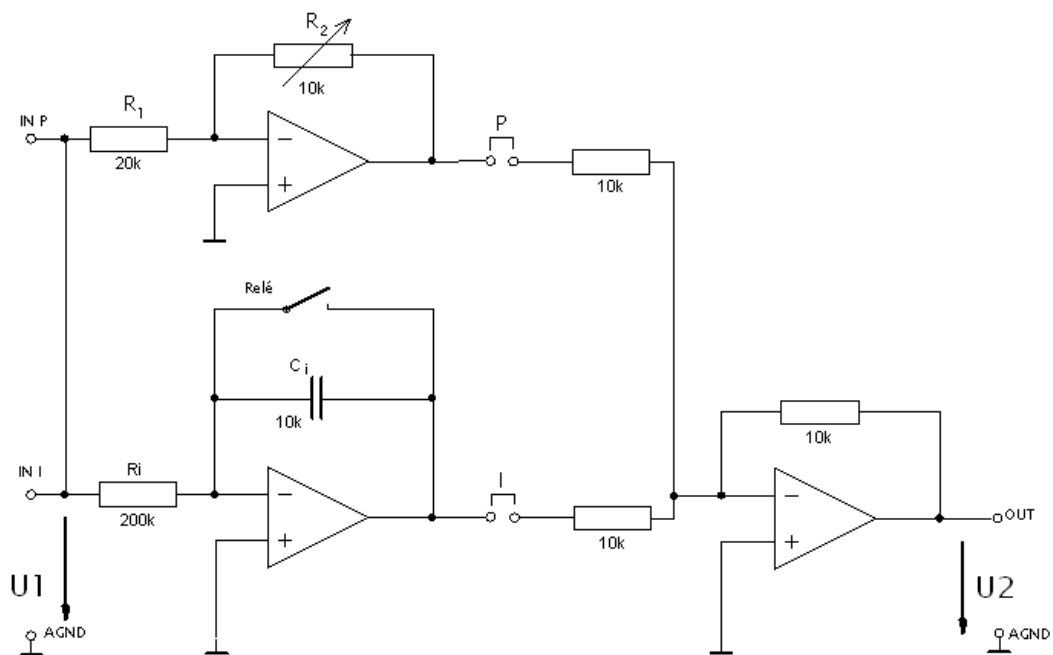 R2
10k
IN P
R1
20k
P
10k
Relé
Ci
10k
IN I
Ri
200k
I
10k
10k
OUT
U1
U2
AGND
AGND